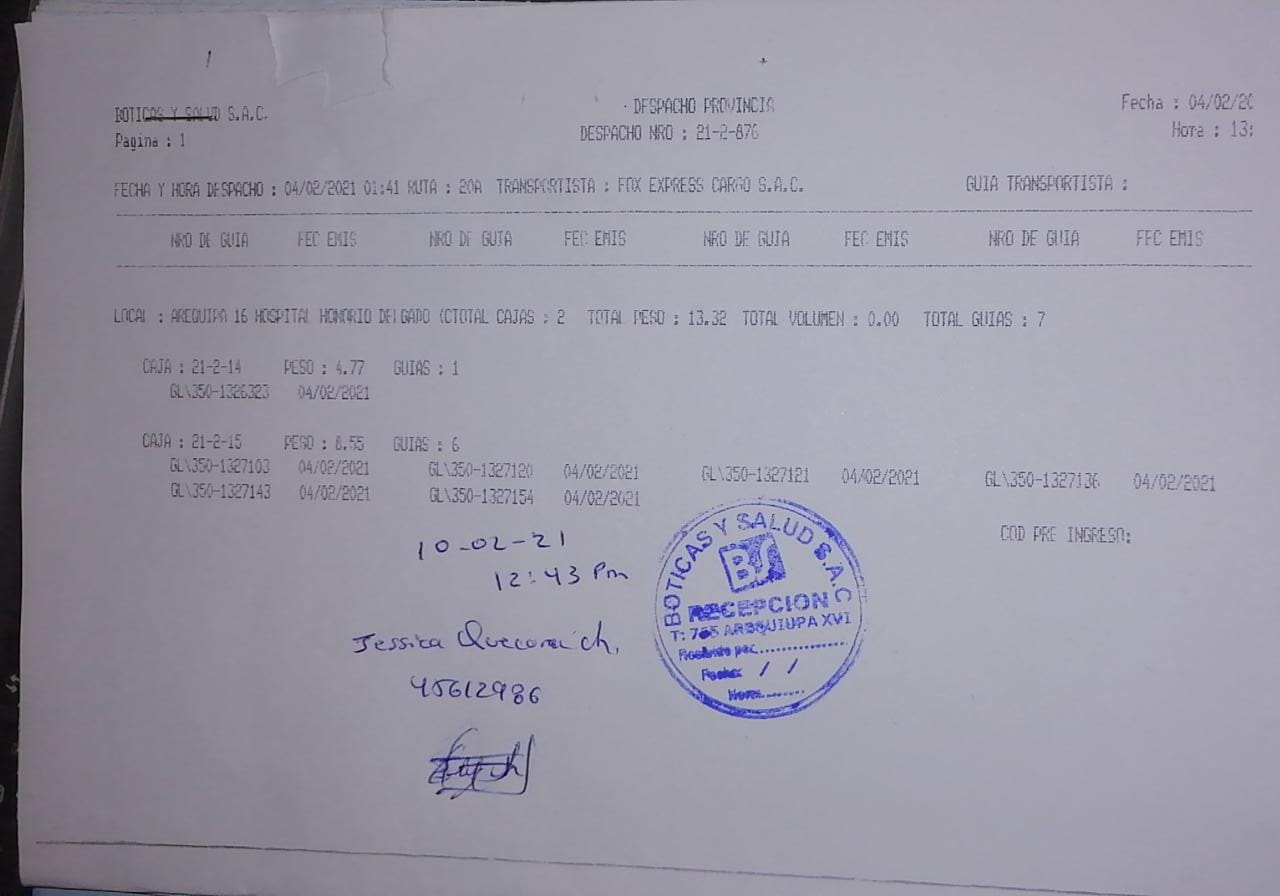 BOTICAS Y SALUD S.A.C.
Pagina : 1
DESPACHO PROVINCIA
DESPACHO NRO : 21-2-876
Fecha : 04/02/20
Hora : 13:
FECHA Y HORA DESPACHO : 04/02/2021 01:41 RUTA : 20A TRANSPORTISTA : FOX EXPRESS CARGO S.A.C. GUIA TRANSPORTISTA :
NRO DE GUIA FEC EMIS NRO DE GUIA FEC EMIS NRO DE GUIA FEC EMIS NRO DE GUIA FEC EMIS
LOCAL : AREQUIPA 16 HOSPITAL HONORIO DELGADO (CTOTAL CAJAS : 2 TOTAL PESO : 13.32 TOTAL VOLUMEN : 0.00 TOTAL GUIAS : 7
CAJA : 21-2-14 PESO : 4.77 GUIAS : 1
GL\350-1326323 04/02/2021
CAJA : 21-2-15 PESO : 8.55 GUIAS : 6
GL\350-1327103 04/02/2021 GL\350-1327120 04/02/2021 GL\350-1327121 04/02/2021 GL\350-1327136 04/02/2021
GL\350-1327143 04/02/2021 GL\350-1327154 04/02/2021
COD PRE INGRESO:
10-02-21
12:43 Pm
Jessica
45612986
BOTICAS Y SALUD S.A.C
BS
RECEPCION
T: 765 AREQUIUPA XVI
Recibido por:
Fecha: / /
Hora: